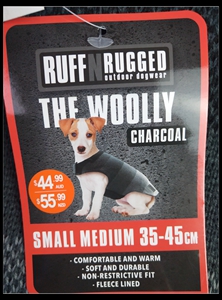 RUFF N RUGGED
outdoor dogwear
THE WOOLLY
CHARCOAL
$44.99 AUD
$55.99 NZD
SMALL MEDIUM 35-45CM
· COMFORTABLE AND WARM
· SOFT AND DURABLE
· NON-RESTRICTIVE FIT
· FLEECE LINED